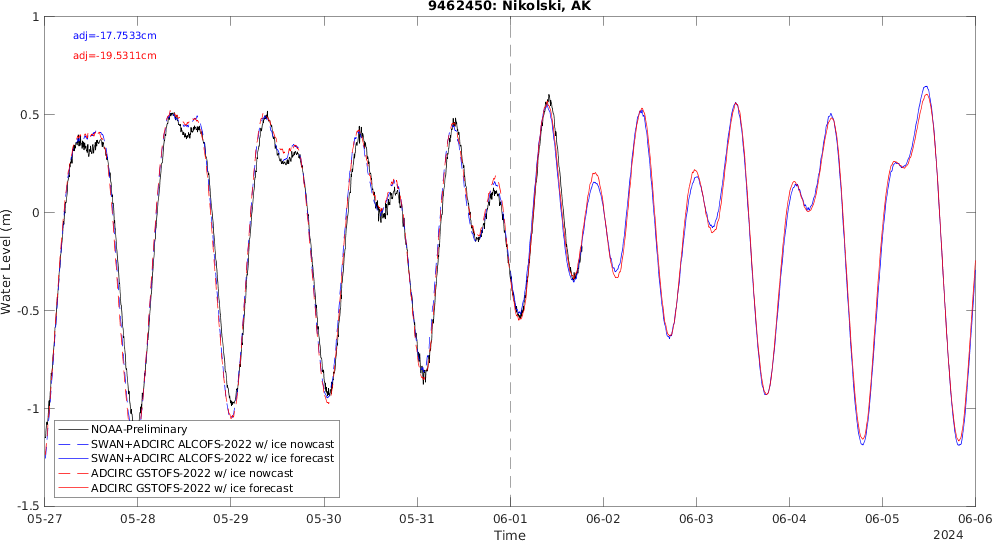 9462450: Nikolski, AK
adj=-17.7533cm
adj=-19.5311cm
Water Level (m)
1
0.5
0
-0.5
-1
-1.5
NOAA-Preliminary
SWAN+ADCIRC ALCOFS-2022 w/ ice nowcast
SWAN+ADCIRC ALCOFS-2022 w/ ice forecast
ADCIRC GSTOFS-2022 w/ ice nowcast
ADCIRC GSTOFS-2022 w/ ice forecast
05-27 05-28 05-29 05-30 05-31 06-01 06-02 06-03 06-04 06-05 06-06
Time
2024